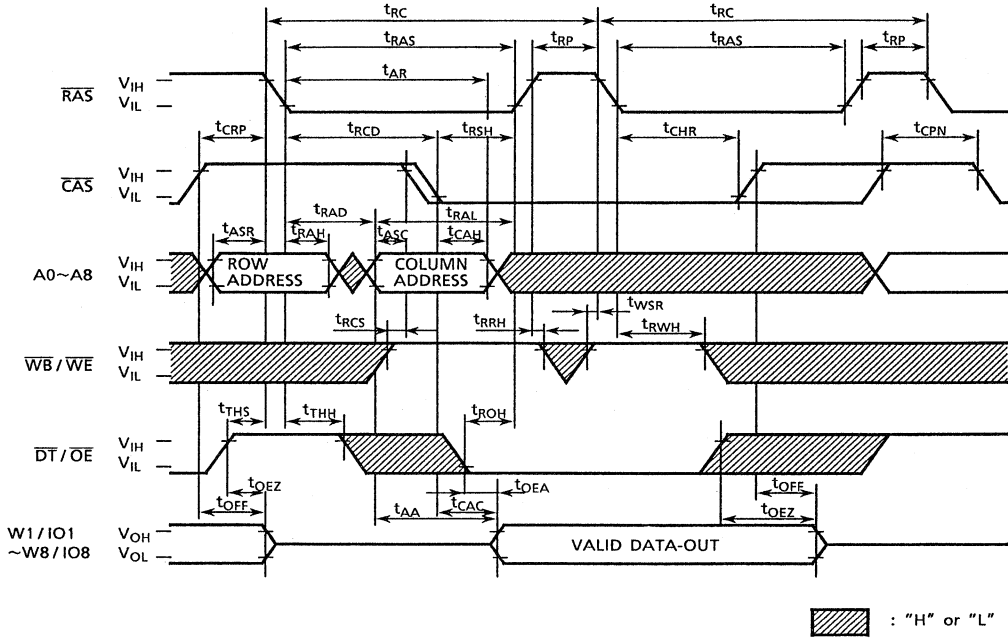 tRC tRC
tRAS tRP tRAS tRP
tAR
RAS VIH
VIL
tCRP tRCD tRSH tCHR tCPN
CAS VIH
VIL
tRAD tRAL
tASR tRAH tASC tCAH
A0~A8 VIH
VIL
ROW ADDRESS
COLUMN ADDRESS
tWSR
tRCS tRRH tRWH
WB / WE VIH
VIL
tTHS tTHH tROH
DT / OE VIH
VIL
tOEZ tOEA tOFF
tOFF tAA tCAC tOEZ
W1/IO1
~W8/IO8
VOH
VOL
VALID DATA-OUT
: "H" or "L"